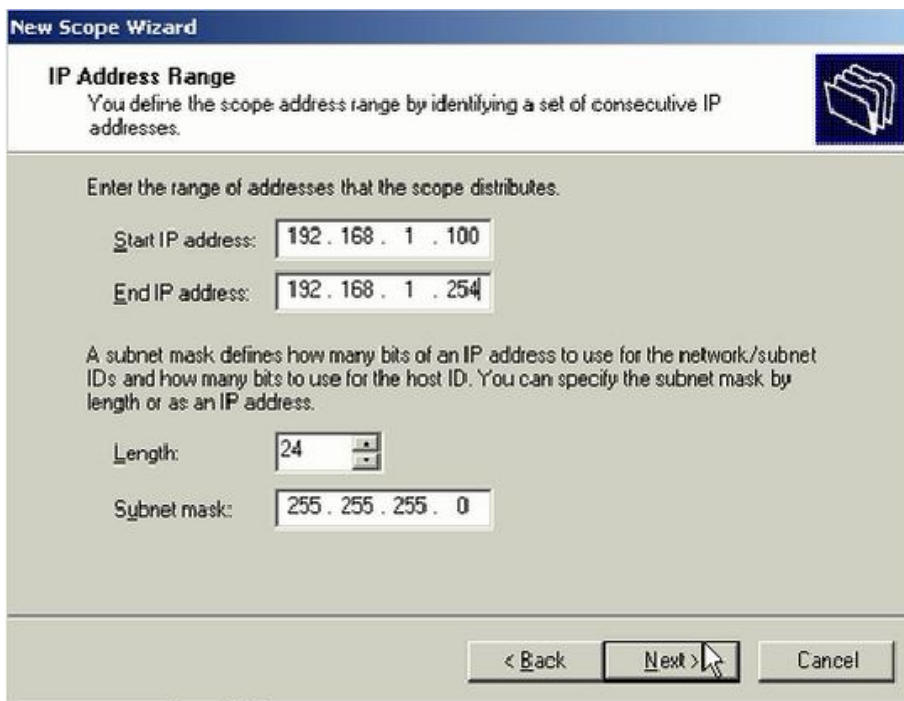 New Scope Wizard
IP Address Range
You define the scope address range by identifying a set of consecutive IP
addresses.
Enter the range of addresses that the scope distributes.
Start IP address: 192 . 168 . 1 . 100
End IP address: 192 . 168 . 1 . 254
A subnet mask defines how many bits of an IP address to use for the network/subnet
IDs and how many bits to use for the host ID. You can specify the subnet mask by
length or as an IP address.
Length: 24
Subnet mask: 255 . 255 . 255 . 0
< Back Next > Cancel